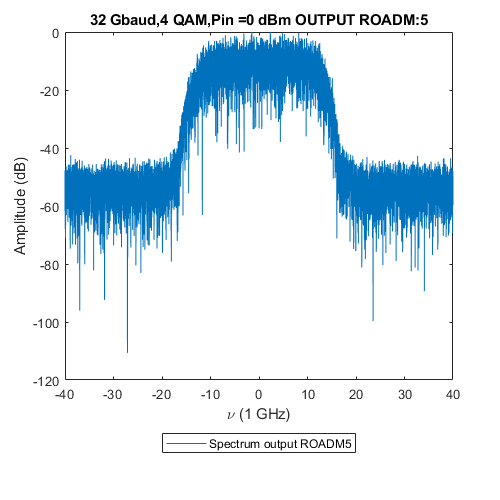 32 Gbaud,4 QAM,Pin =0 dBm OUTPUT ROADM:5
0
-20
-40
-60
-80
-100
-120
Amplitude (dB)
-40 -30 -20 -10 0 10 20 30 40
ν (1 GHz)
Spectrum output ROADM5